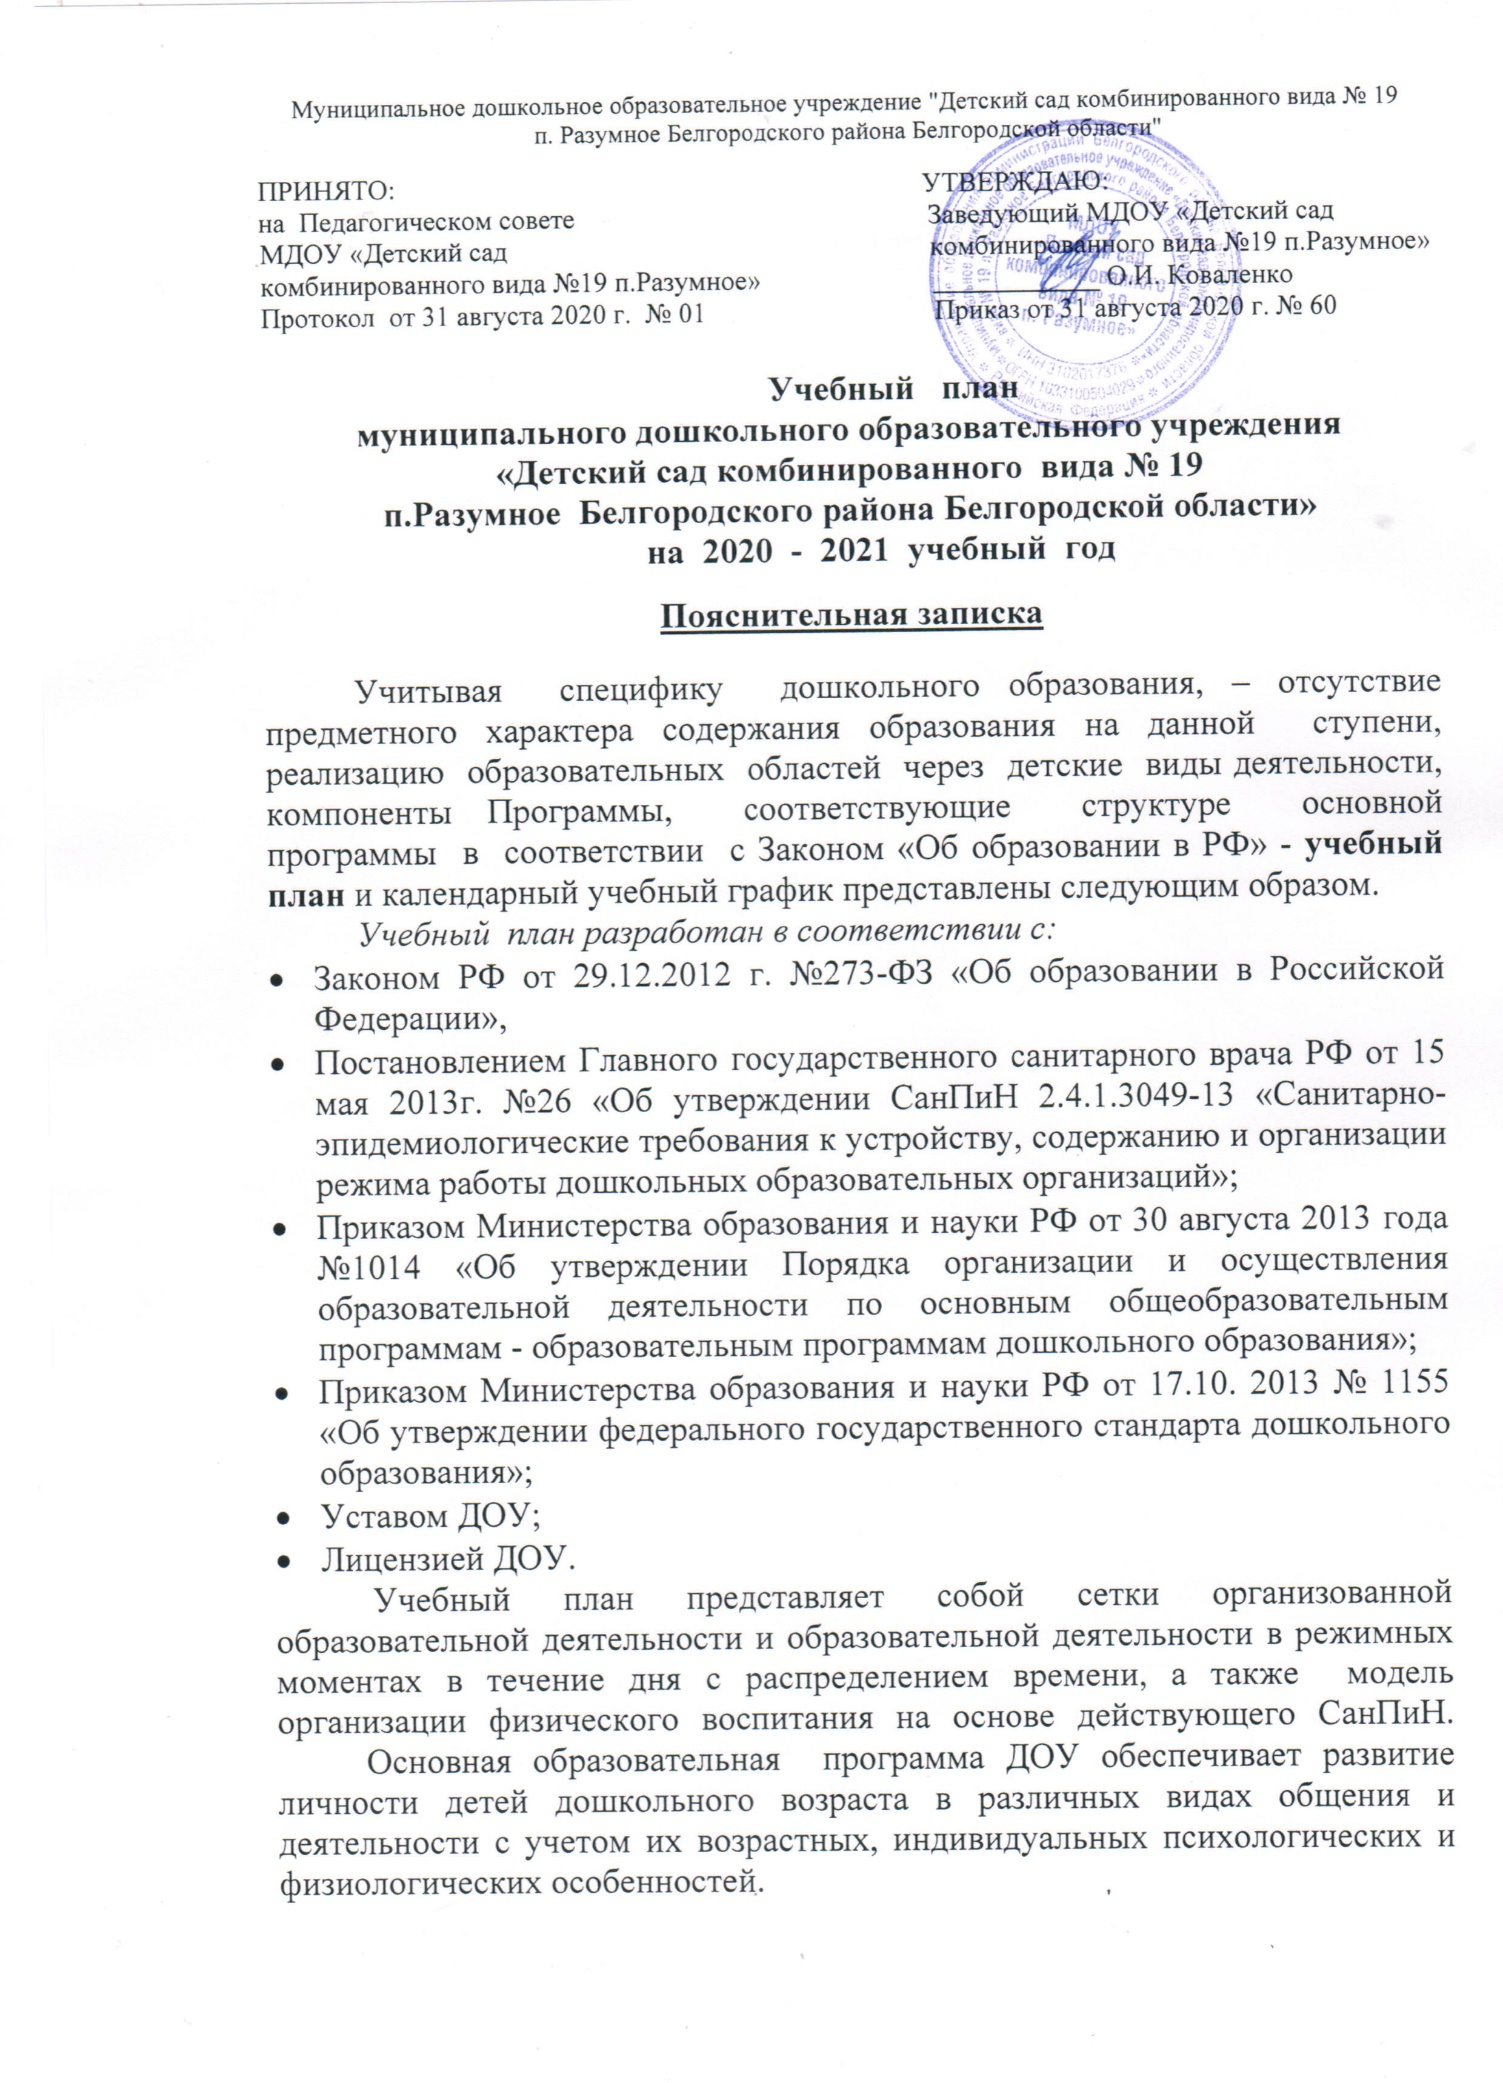 Муниципальное дошкольное образовательное учреждение "Детский сад комбинированного вида № 19
п. Разумное Белгородского района Белгородской области"
ПРИНЯТО:
на Педагогическом совете
МДОУ «Детский сад
комбинированного вида №19 п.Разумное»
Протокол от 31 августа 2020 г. № 01
УТВЕРЖДАЮ:
Заведующий МДОУ «Детский сад
комбинированного вида №19 п.Разумное»
О.И. Коваленко
Приказ от 31 августа 2020 г. № 60
МДОУ
комбинированного
вида № 19
п. Разумное»
Учебный план
муниципального дошкольного образовательного учреждения
«Детский сад комбинированного вида № 19
п.Разумное Белгородского района Белгородской области»
на 2020 - 2021 учебный год
Пояснительная записка
Учитывая специфику дошкольного образования, – отсутствие
предметного характера содержания образования на данной ступени,
реализацию образовательных областей через детские виды деятельности,
компоненты Программы, соответствующие структуре основной
программы в соответствии с Законом «Об образовании в РФ» - учебный
план и календарный учебный график представлены следующим образом.
Учебный план разработан в соответствии с:
• Законом РФ от 29.12.2012 г. №273-ФЗ «Об образовании в Российской
Федерации»,
• Постановлением Главного государственного санитарного врача РФ от 15
мая 2013г. №26 «Об утверждении СанПиН 2.4.1.3049-13 «Санитарно-
эпидемиологические требования к устройству, содержанию и организации
режима работы дошкольных образовательных организаций»;
• Приказом Министерства образования и науки РФ от 30 августа 2013 года
№1014 «Об утверждении Порядка организации и осуществления
образовательной деятельности по основным общеобразовательным
программам - образовательным программам дошкольного образования»;
• Приказом Министерства образования и науки РФ от 17.10. 2013 № 1155
«Об утверждении федерального государственного стандарта дошкольного
образования»;
• Уставом ДОУ;
• Лицензией ДОУ.
Учебный план представляет собой сетки организованной
образовательной деятельности и образовательной деятельности в режимных
моментах в течение дня с распределением времени, а также модель
организации физического воспитания на основе действующего СанПиН.
Основная образовательная программа ДОУ обеспечивает развитие
личности детей дошкольного возраста в различных видах общения и
деятельности с учетом их возрастных, индивидуальных психологических и
физиологических особенностей.